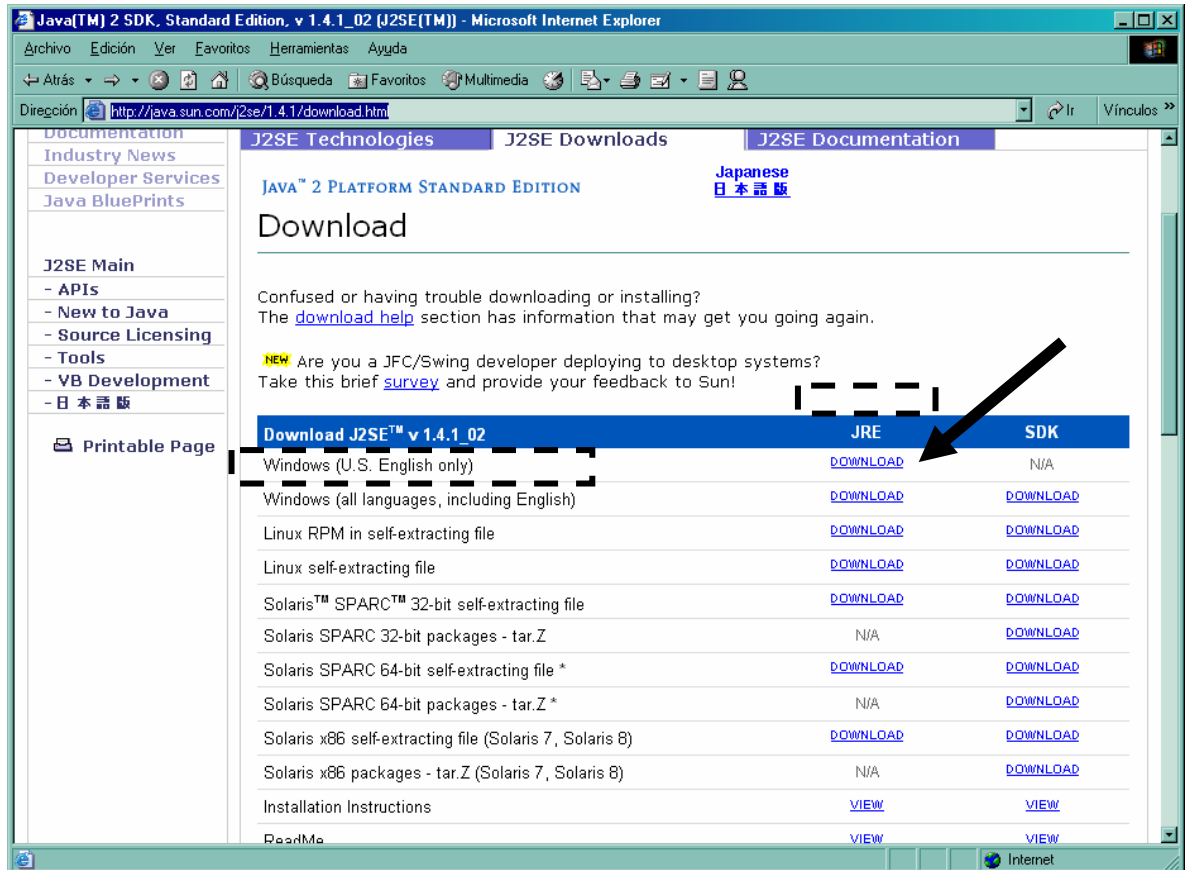 Java(TM) 2 SDK, Standard Edition, v 1.4.1_02 (J2SE(TM)) - Microsoft Internet Explorer
Archivo Edición Ver Favoritos Herramientas Ayuda
Atrás Búsqueda Favoritos Multimedia
Dirección http://java.sun.com/j2se/1.4.1/download.html Ir Vínculos »
Documentation
Industry News
Developer Services
Java BluePrints
J2SE Main
- APIs
- New to Java
- Source Licensing
- Tools
- VB Development
- 日本語版
Printable Page
J2SE Technologies J2SE Downloads J2SE Documentation
JAVA™ 2 PLATFORM STANDARD EDITION
Japanese
日本語版
Download
Confused or having trouble downloading or installing?
The download help section has information that may get you going again.
NEW Are you a JFC/Swing developer deploying to desktop systems?
Take this brief survey and provide your feedback to Sun!
Download J2SE™ v 1.4.1_02 JRE SDK
Windows (U.S. English only) DOWNLOAD N/A
Windows (all languages, including English) DOWNLOAD DOWNLOAD
Linux RPM in self-extracting file DOWNLOAD DOWNLOAD
Linux self-extracting file DOWNLOAD DOWNLOAD
Solaris™ SPARC™ 32-bit self-extracting file DOWNLOAD DOWNLOAD
Solaris SPARC 32-bit packages - tar.Z N/A DOWNLOAD
Solaris SPARC 64-bit self-extracting file * DOWNLOAD DOWNLOAD
Solaris SPARC 64-bit packages - tar.Z * N/A DOWNLOAD
Solaris x86 self-extracting file (Solaris 7, Solaris 8) DOWNLOAD DOWNLOAD
Solaris x86 packages - tar.Z (Solaris 7, Solaris 8) N/A DOWNLOAD
Installation Instructions VIEW VIEW
ReadMe VIEW VIEW
Internet